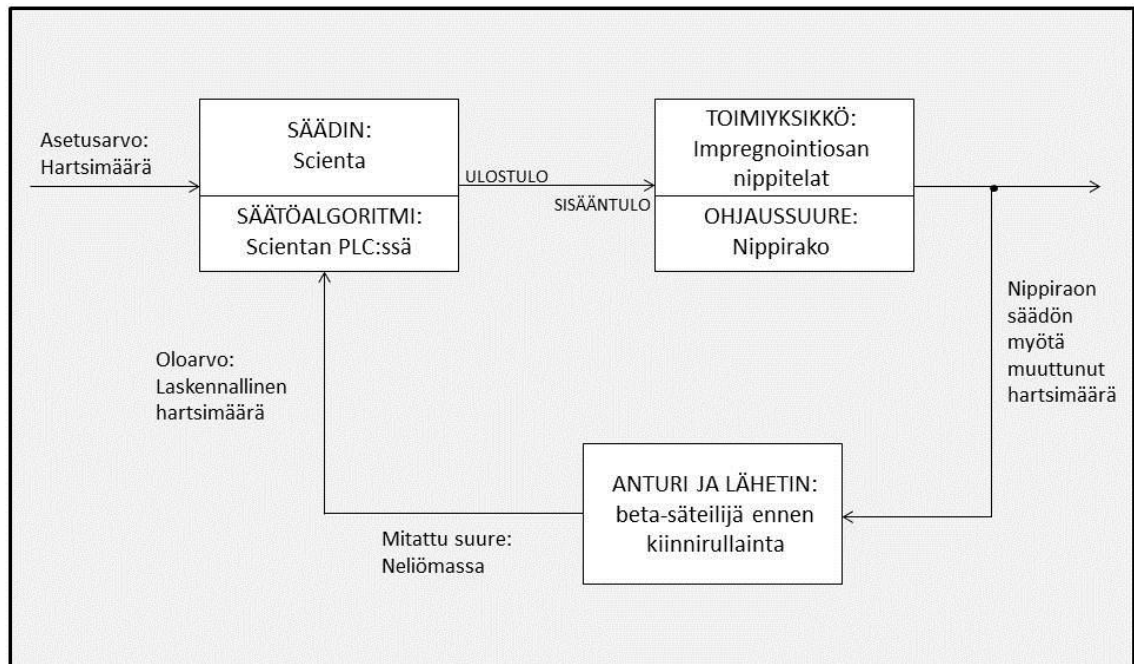 Asetusarvo:
Hartsimäärä
SÄÄDIN:
Scienta
SÄÄTÖALGORITMI:
Scientan PLC:ssä
ULOSTULO
SISÄÄNTULO
TOIMIYKSIKKÖ:
Impregnointiosan
nippitelat
OHJAUSSUURE:
Nippirako
Nippiraon
säädön
myötä
muuttunut
hartsimäärä
Oloarvo:
Laskennallinen
hartsimäärä
ANTURI JA LÄHETIN:
beta-säteilijä ennen
kiinnirullainta
Mitattu suure:
Neliömassa